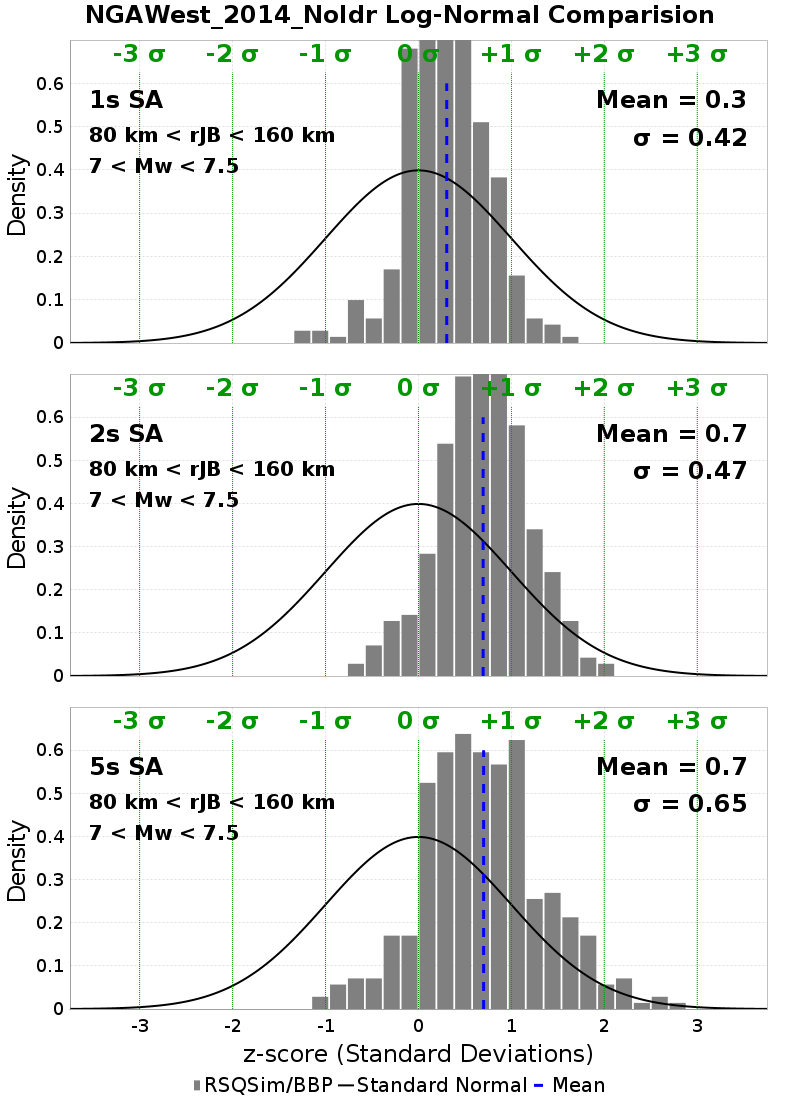 NGAWest_2014_NoIdr Log-Normal Comparision
-3 σ -2 σ -1 σ 0 σ +1 σ +2 σ +3 σ
1s SA
80 km < rJB < 160 km
7 < Mw < 7.5
Mean = 0.3
σ = 0.42
Density
0.6
0.5
0.4
0.3
0.2
0.1
0
-3 σ -2 σ -1 σ 0 σ +1 σ +2 σ +3 σ
2s SA
80 km < rJB < 160 km
7 < Mw < 7.5
Mean = 0.7
σ = 0.47
Density
0.6
0.5
0.4
0.3
0.2
0.1
0
-3 σ -2 σ -1 σ 0 σ +1 σ +2 σ +3 σ
5s SA
80 km < rJB < 160 km
7 < Mw < 7.5
Mean = 0.7
σ = 0.65
Density
0.6
0.5
0.4
0.3
0.2
0.1
0
-3 -2 -1 0 1 2 3
z-score (Standard Deviations)
RSQSim/BBP Standard Normal Mean